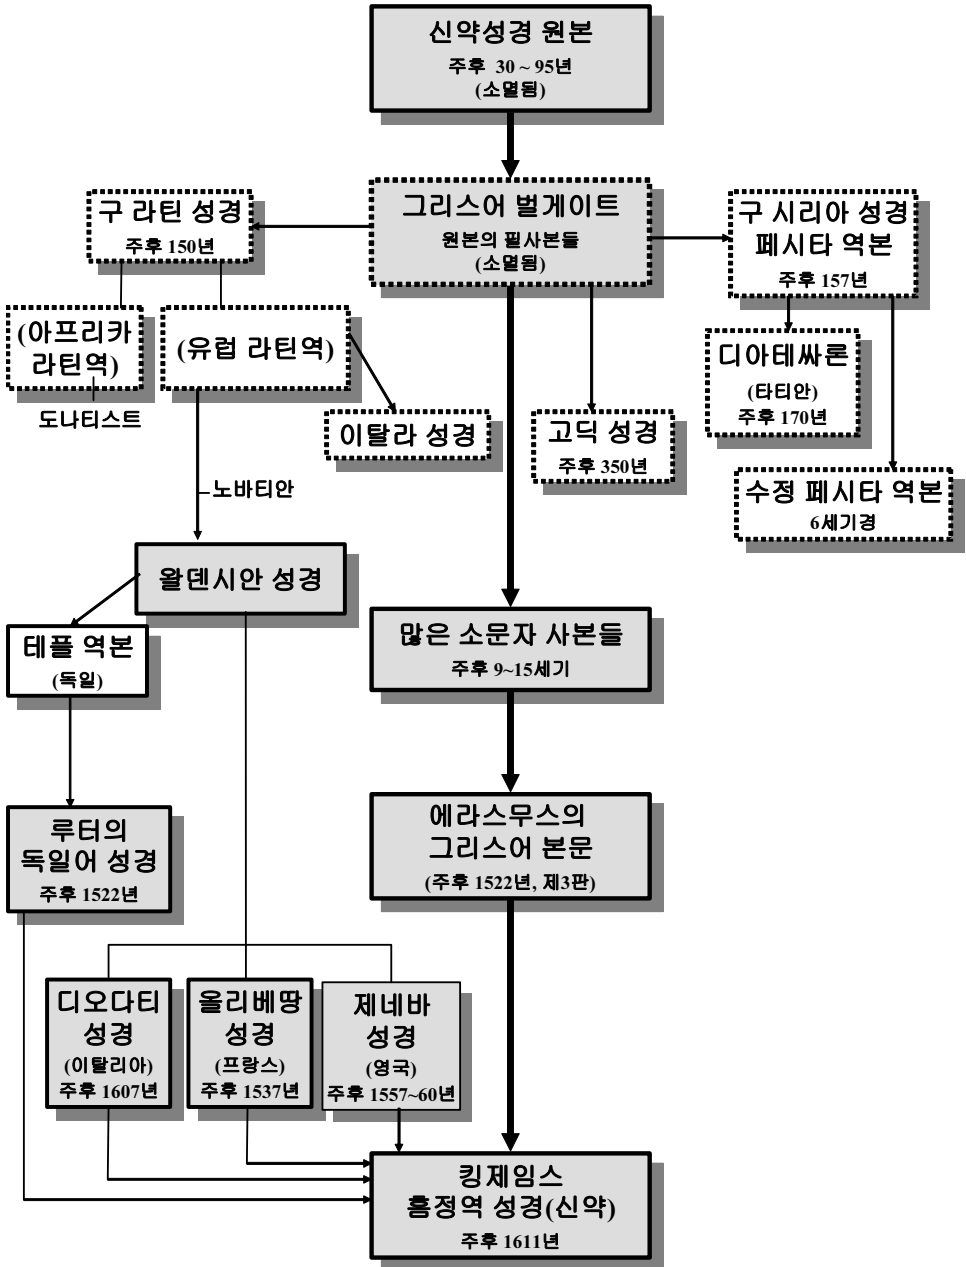 신약성경 원본
주후 30 ~ 95년
(소멸됨)
그리스어 벌게이트
원본의 필사본들
(소멸됨)
구 라틴 성경
주후 150년
구 시리아 성경
페시타 역본
주후 157년
(아프리카
라틴역)
도나티스트
(유럽 라틴역)
이탈라 성경
고딕 성경
주후 350년
디아테싸론
(타티안)
주후 170년
수정 페시타 역본
6세기경
노바티안
왈덴시안 성경
테플 역본
(독일)
많은 소문자 사본들
주후 9~15세기
루터의
독일어 성경
주후 1522년
에라스무스의
그리스어 본문
(주후 1522년, 제3판)
디오다티
성경
(이탈리아)
주후 1607년
올리베땅
성경
(프랑스)
주후 1537년
제네바
성경
(영국)
주후 1557~60년
킹제임스
흠정역 성경(신약)
주후 1611년